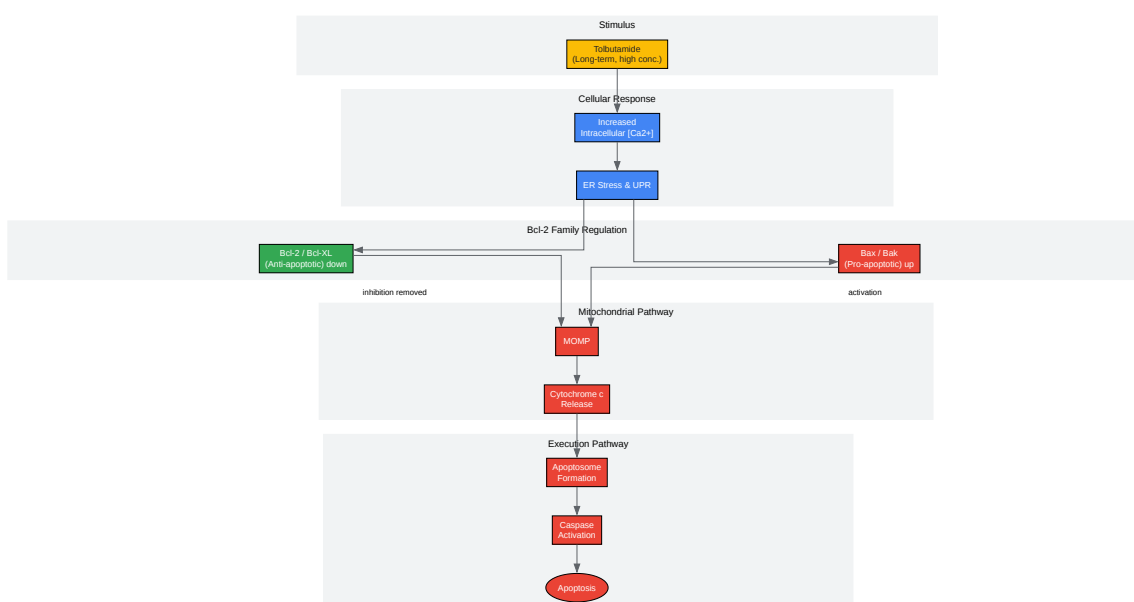 Stimulus
Tolbutamide
(Long-term, high conc.)
Cellular Response
Increased
Intracellular [Ca2+]
ER Stress & UPR
Bcl-2 Family Regulation
Bcl-2 / Bcl-XL
(Anti-apoptotic) down
Bax / Bak
(Pro-apoptotic) up
inhibition removed
activation
Mitochondrial Pathway
MOMP
Cytochrome c
Release
Execution Pathway
Apoptosome
Formation
Caspase
Activation
Apoptosis